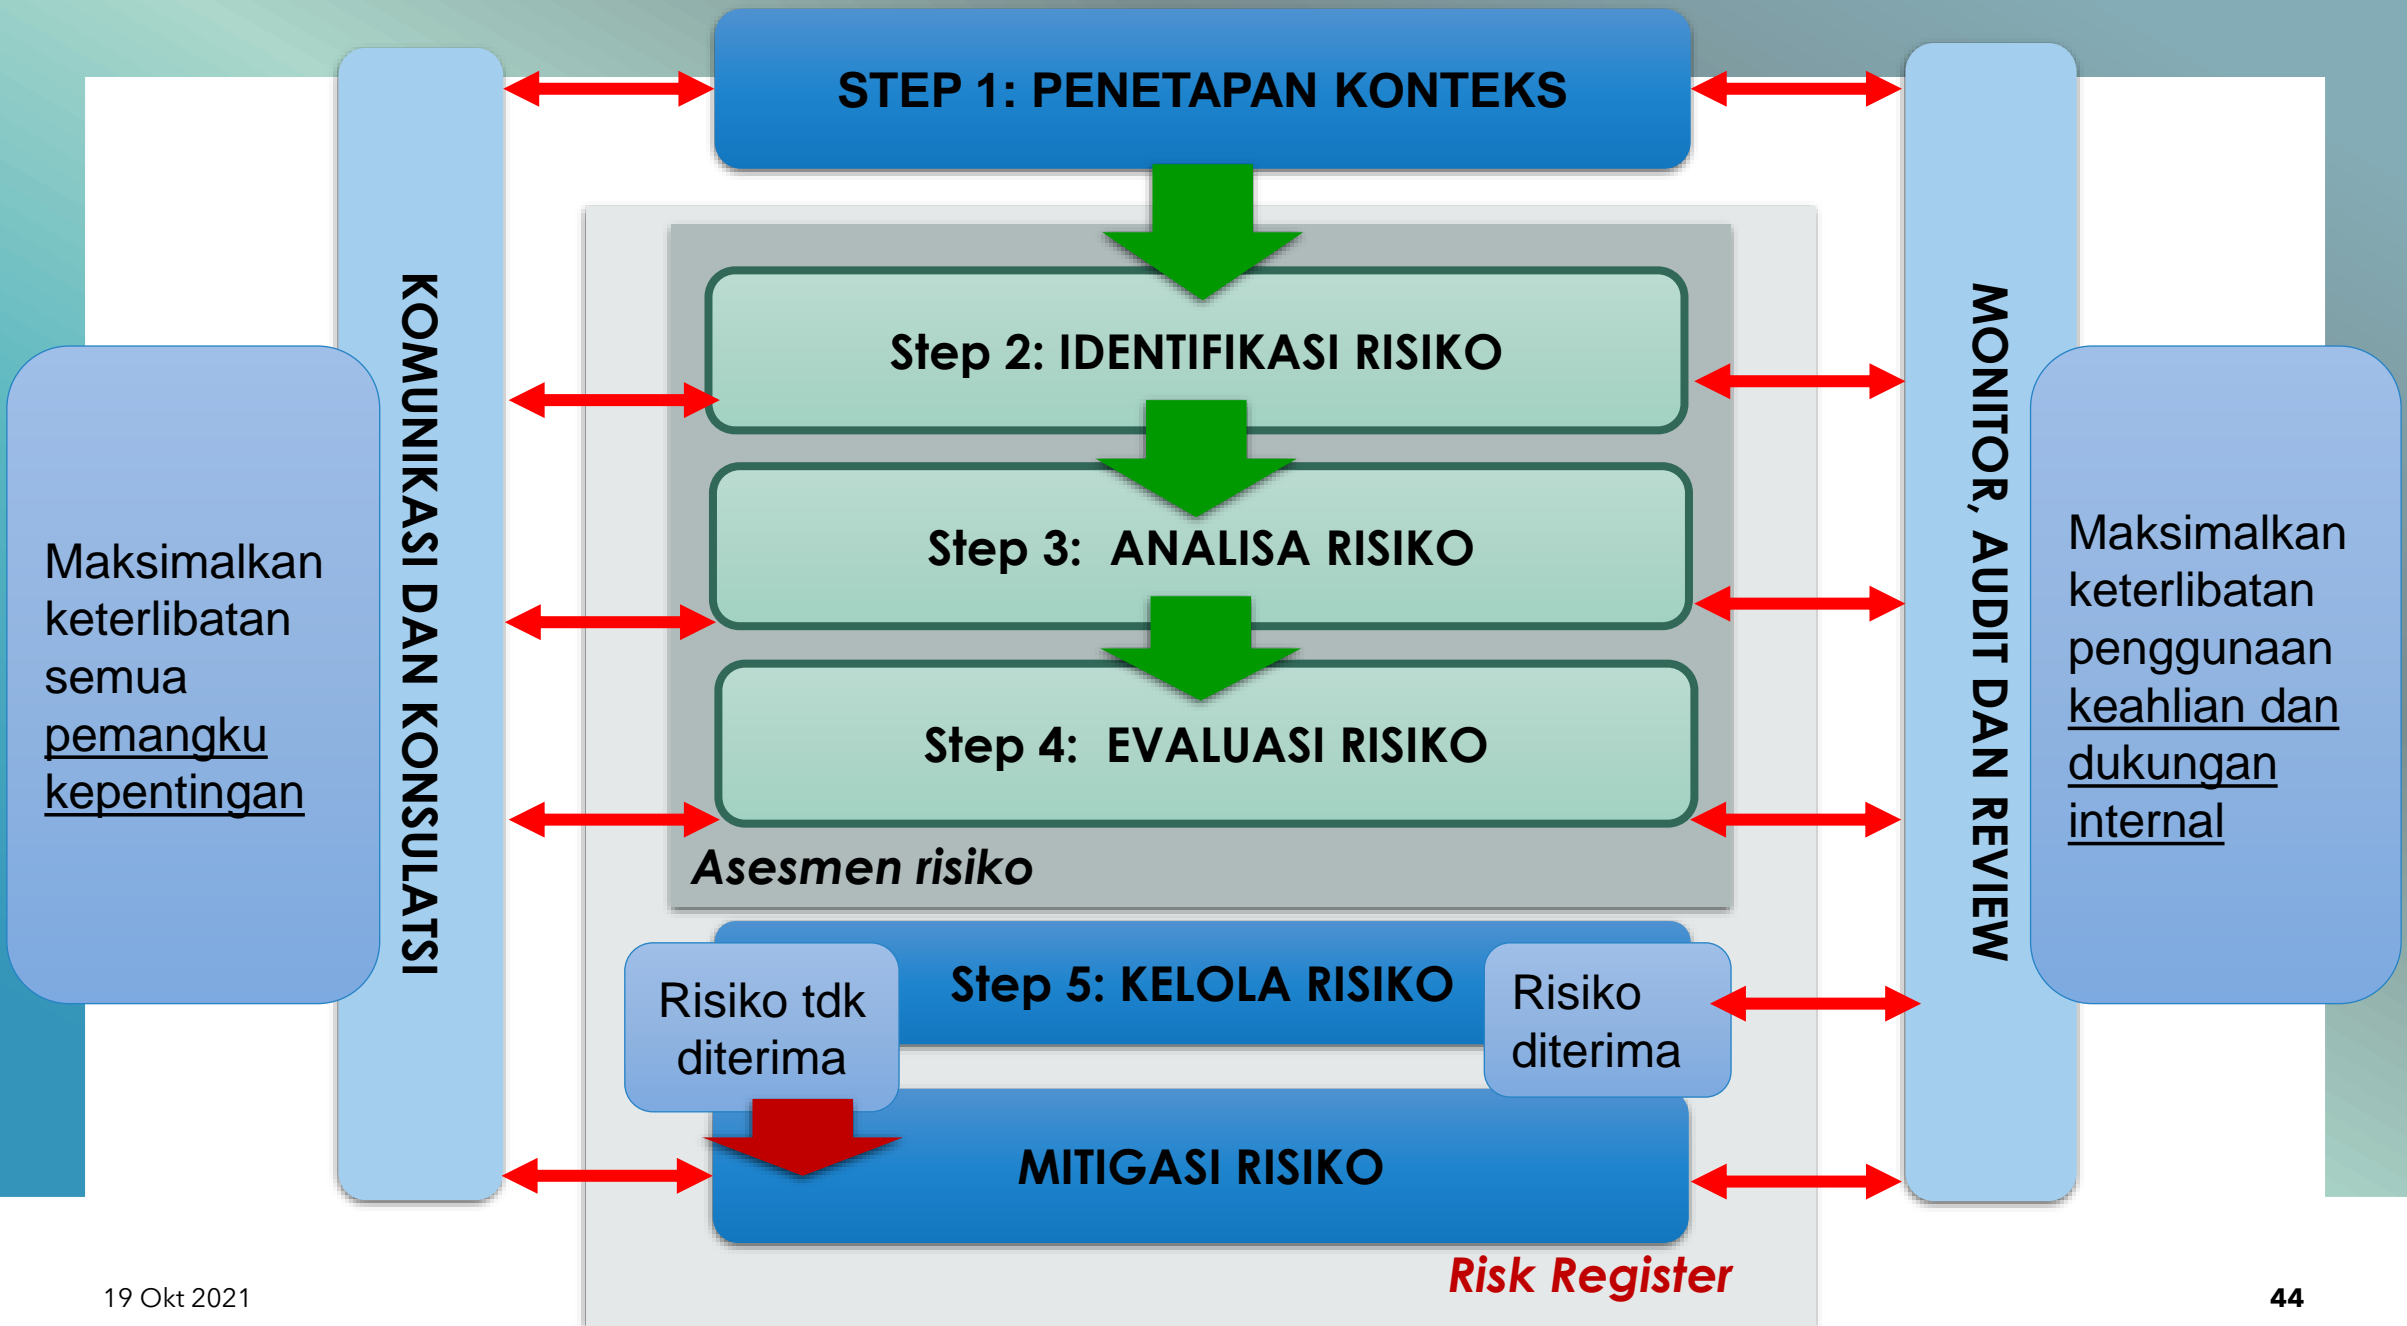 STEP 1: PENETAPAN KONTEKS
KOMUNIKASI DAN KONSULATSI
MONITOR, AUDIT DAN REVIEW
Maksimalkan
keterlibatan
semua
pemangku
kepentingan
Step 2: IDENTIFIKASI RISIKO
Step 3: ANALISA RISIKO
Step 4: EVALUASI RISIKO
Asesmen risiko
Maksimalkan
keterlibatan
penggunaan
keahlian dan
dukungan
internal
Step 5: KELOLA RISIKO
Risiko tdk
diterima
Risiko
diterima
MITIGASI RISIKO
Risk Register
19 Okt 2021
44